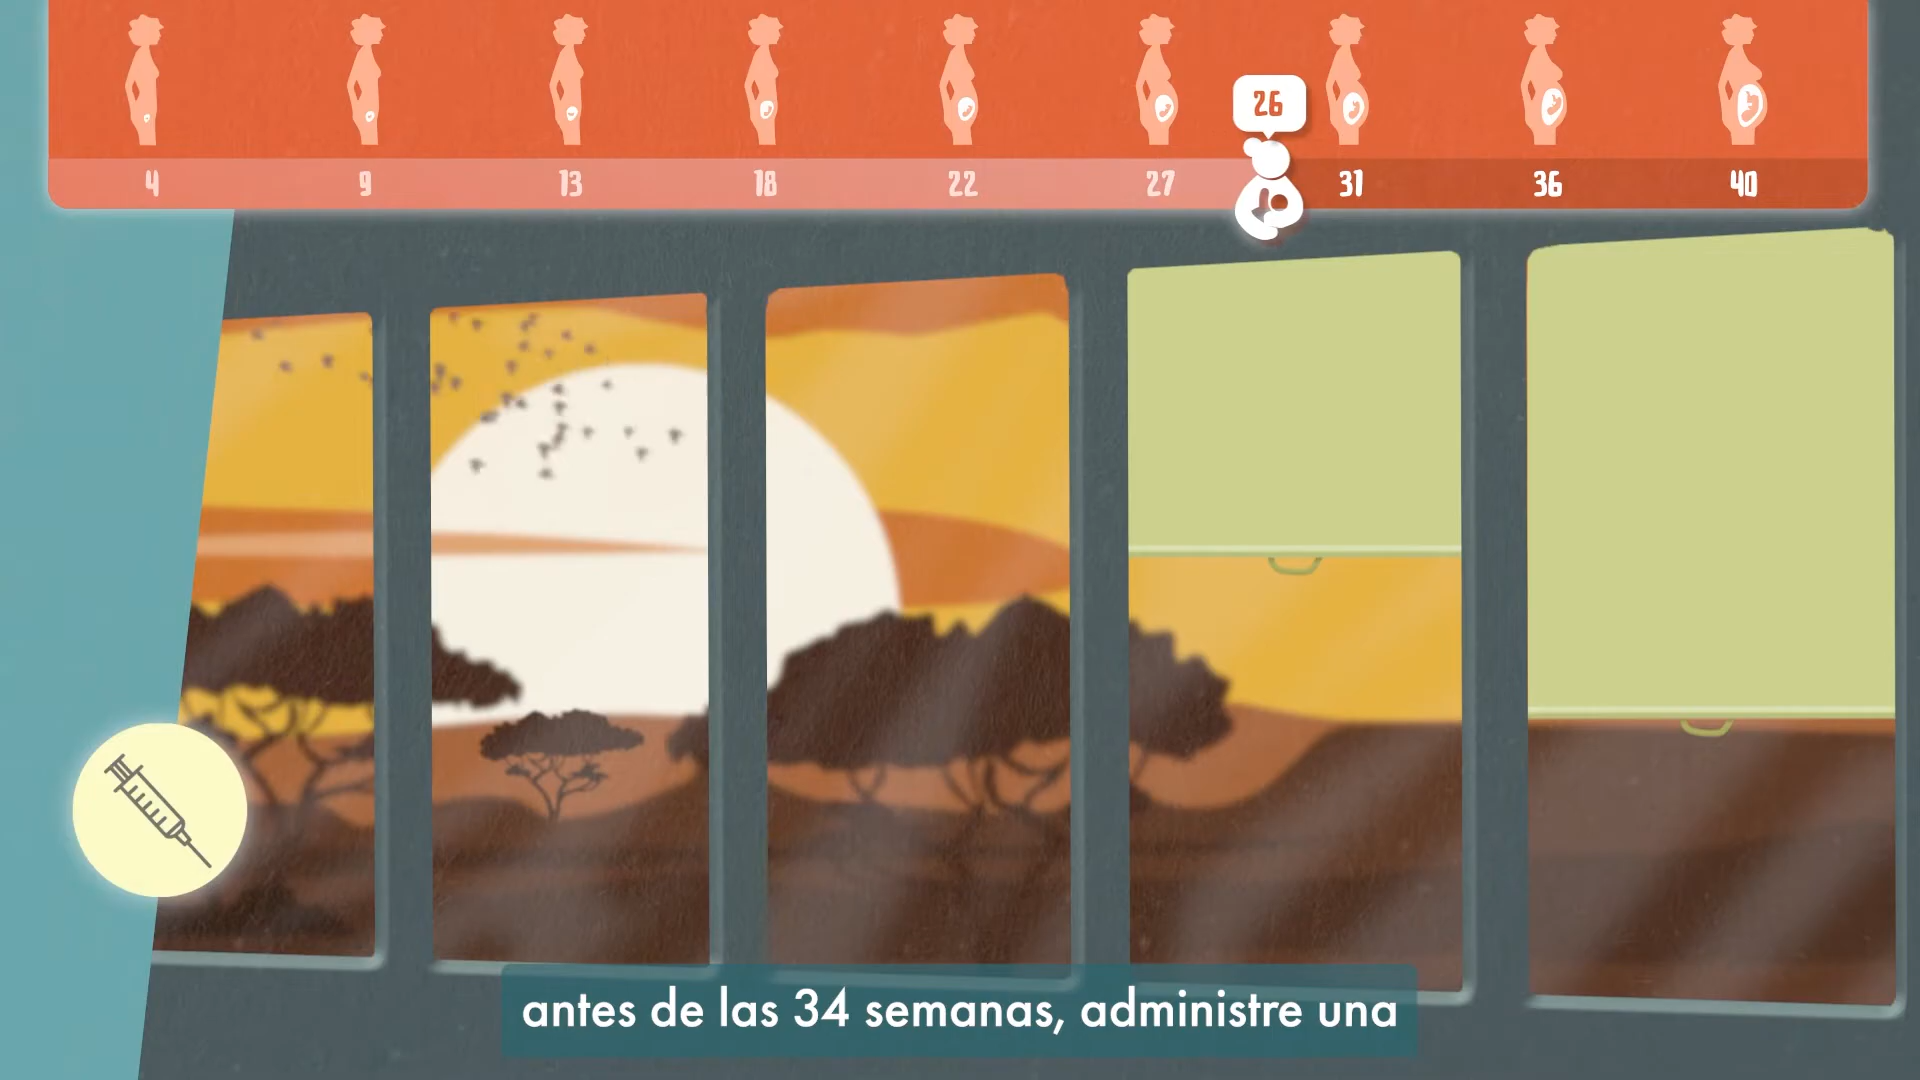 26
4 9 13 18 22 27 31 36 40
antes de las 34 semanas, administre una